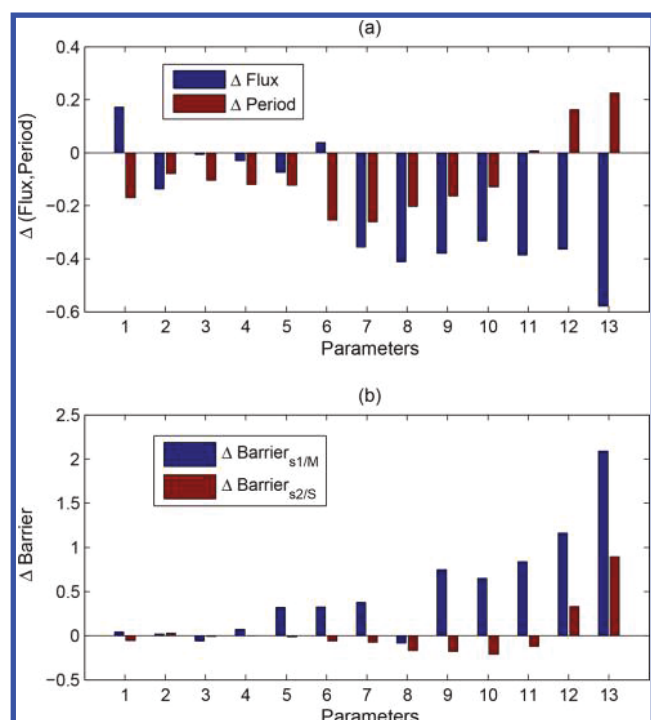 (a)
Δ Flux
Δ Period
0.4
0.2
0
−0.2
−0.4
−0.6
Δ (Flux,Period)
1 2 3 4 5 6 7 8 9 10 11 12 13
Parameters
(b)
Δ Barrier s1/M
Δ Barrier s2/S
2.5
2
1.5
1
0.5
0
−0.5
Δ Barrier
1 2 3 4 5 6 7 8 9 10 11 12 13
Parameters